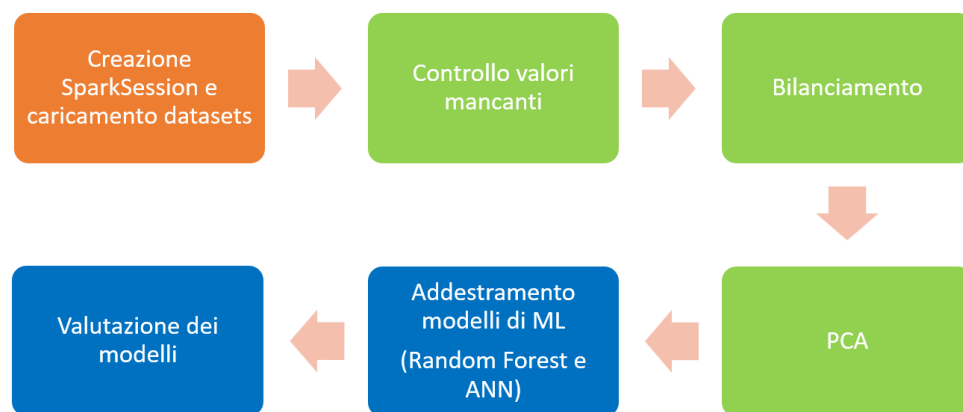 Creazione
SparkSession e
caricamento datasets
Controllo valori
mancanti
Bilanciamento
PCA
Addestramento
modelli di ML
(Random Forest e
ANN)
Valutazione dei
modelli